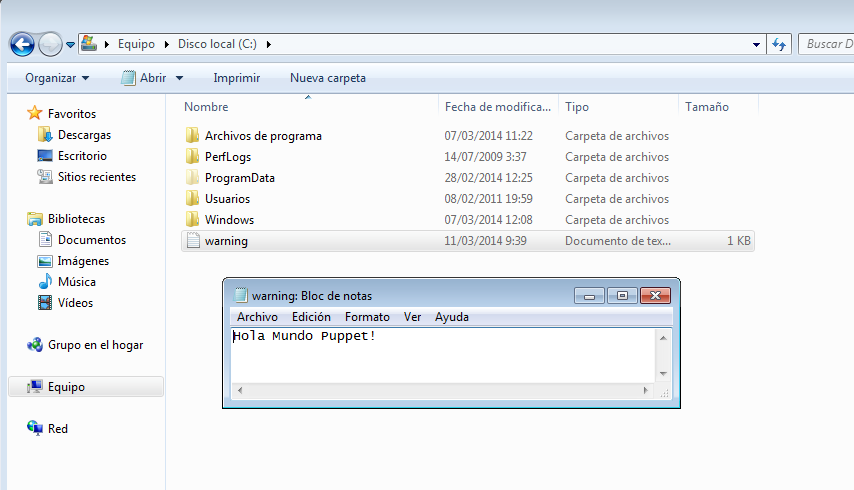 Equipo Disco local (C:) Buscar D
Organizar Abrir Imprimir Nueva carpeta
Nombre Fecha de modifica... Tipo Tamaño
Favoritos
Descargas
Escritorio
Sitios recientes
Bibliotecas
Documentos
Imágenes
Música
Vídeos
Grupo en el hogar
Equipo
Red
Archivos de programa 07/03/2014 11:22 Carpeta de archivos
PerfLogs 14/07/2009 3:37 Carpeta de archivos
ProgramData 28/02/2014 12:25 Carpeta de archivos
Usuarios 08/02/2011 19:59 Carpeta de archivos
Windows 07/03/2014 12:08 Carpeta de archivos
warning 11/03/2014 9:39 Documento de tex... 1 KB
warning: Bloc de notas
Archivo Edición Formato Ver Ayuda
Hola Mundo Puppet!